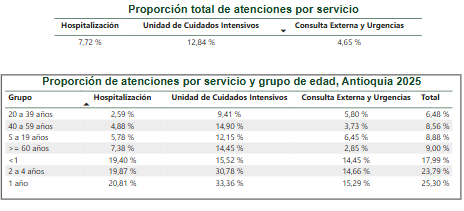 Proporción total de atenciones por servicio
Hospitalización Unidad de Cuidados Intensivos Consulta Externa y Urgencias
7,72 % 12,84 % 4,65 %
Proporción de atenciones por servicio y grupo de edad, Antioquia 2025
Grupo Hospitalización Unidad de Cuidados Intensivos Consulta Externa y Urgencias Total
20 a 39 años 2,59 % 9,41 % 5,80 % 6,48 %
40 a 59 años 4,88 % 14,90 % 3,73 % 8,56 %
5 a 19 años 5,78 % 12,15 % 6,45 % 8,88 %
>= 60 años 7,38 % 14,45 % 2,85 % 9,00 %
<1 19,40 % 15,52 % 14,45 % 17,99 %
2 a 4 años 19,87 % 30,78 % 14,66 % 23,79 %
1 año 20,81 % 33,36 % 15,29 % 25,30 %